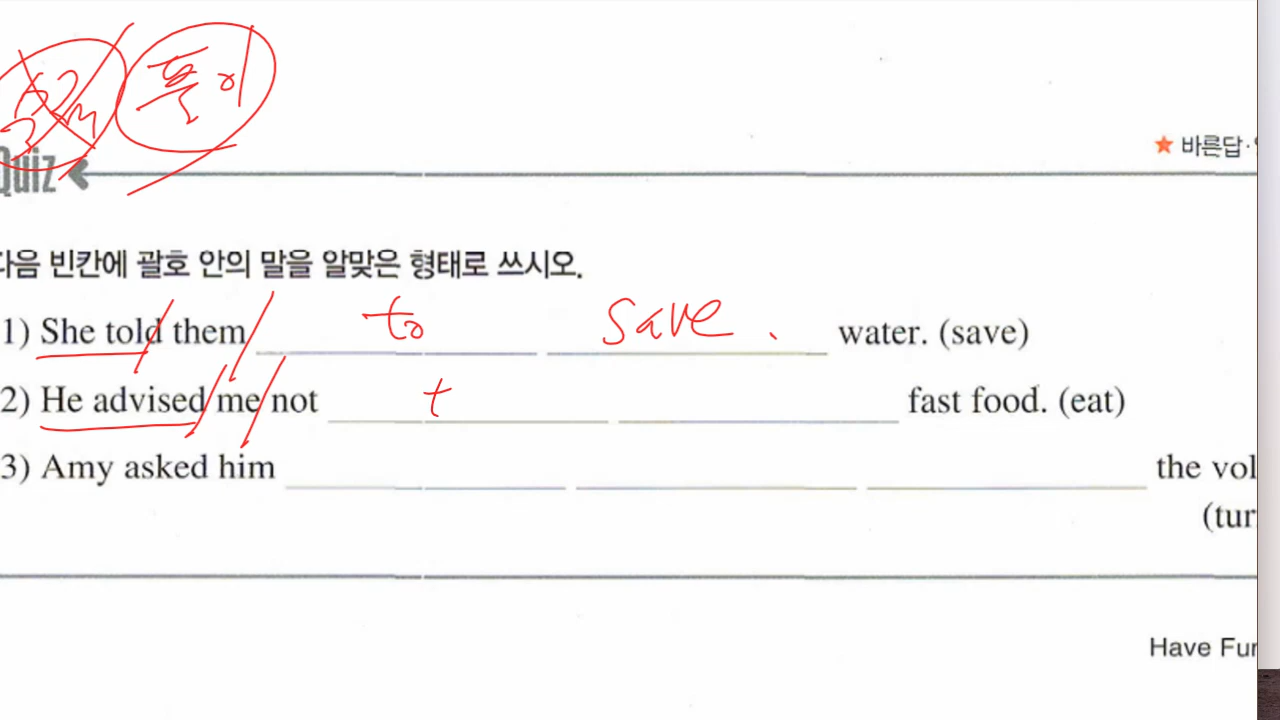 풀이
Quiz
★ 바른답·
다음 빈칸에 괄호 안의 말을 알맞은 형태로 쓰시오.
1) She told them to save. water. (save)
2) He advised me not t fast food. (eat)
3) Amy asked him the vol
(tur
Have Fun